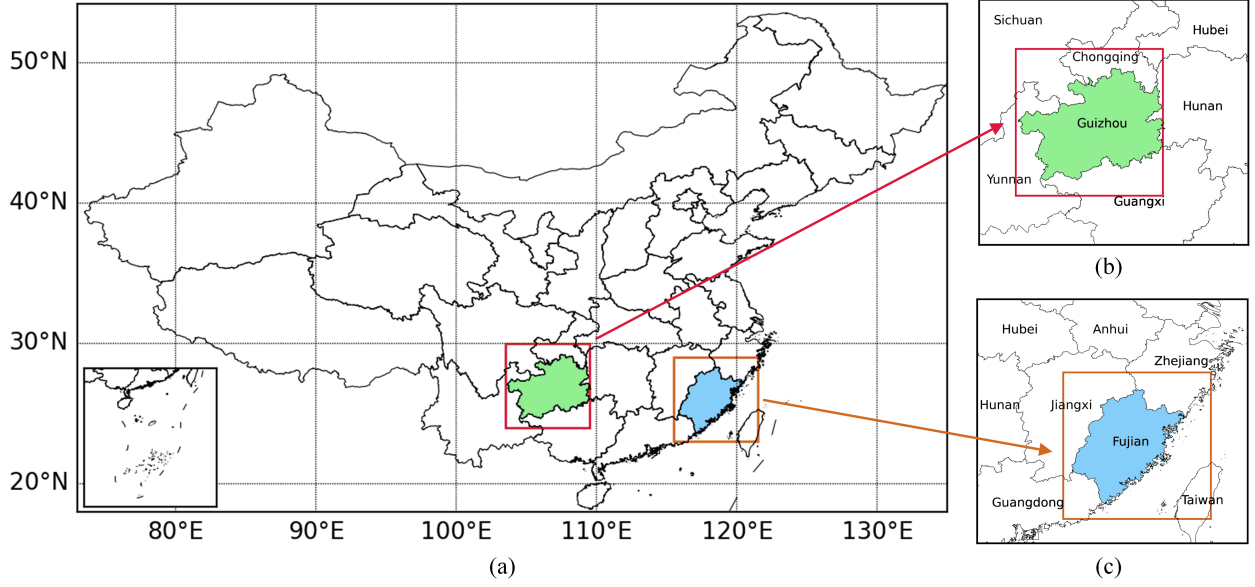 50°N
40°N
30°N
20°N
80°E
90°E
100°E
110°E
120°E
130°E
(a)
Sichuan
Hubei
Chongqing
Hunan
Guizhou
Yunnan
Guangxi
(b)
Hubei
Anhui
Zhejiang
Hunan
Jiangxi
Fujian
Guangdong
Taiwan
(c)